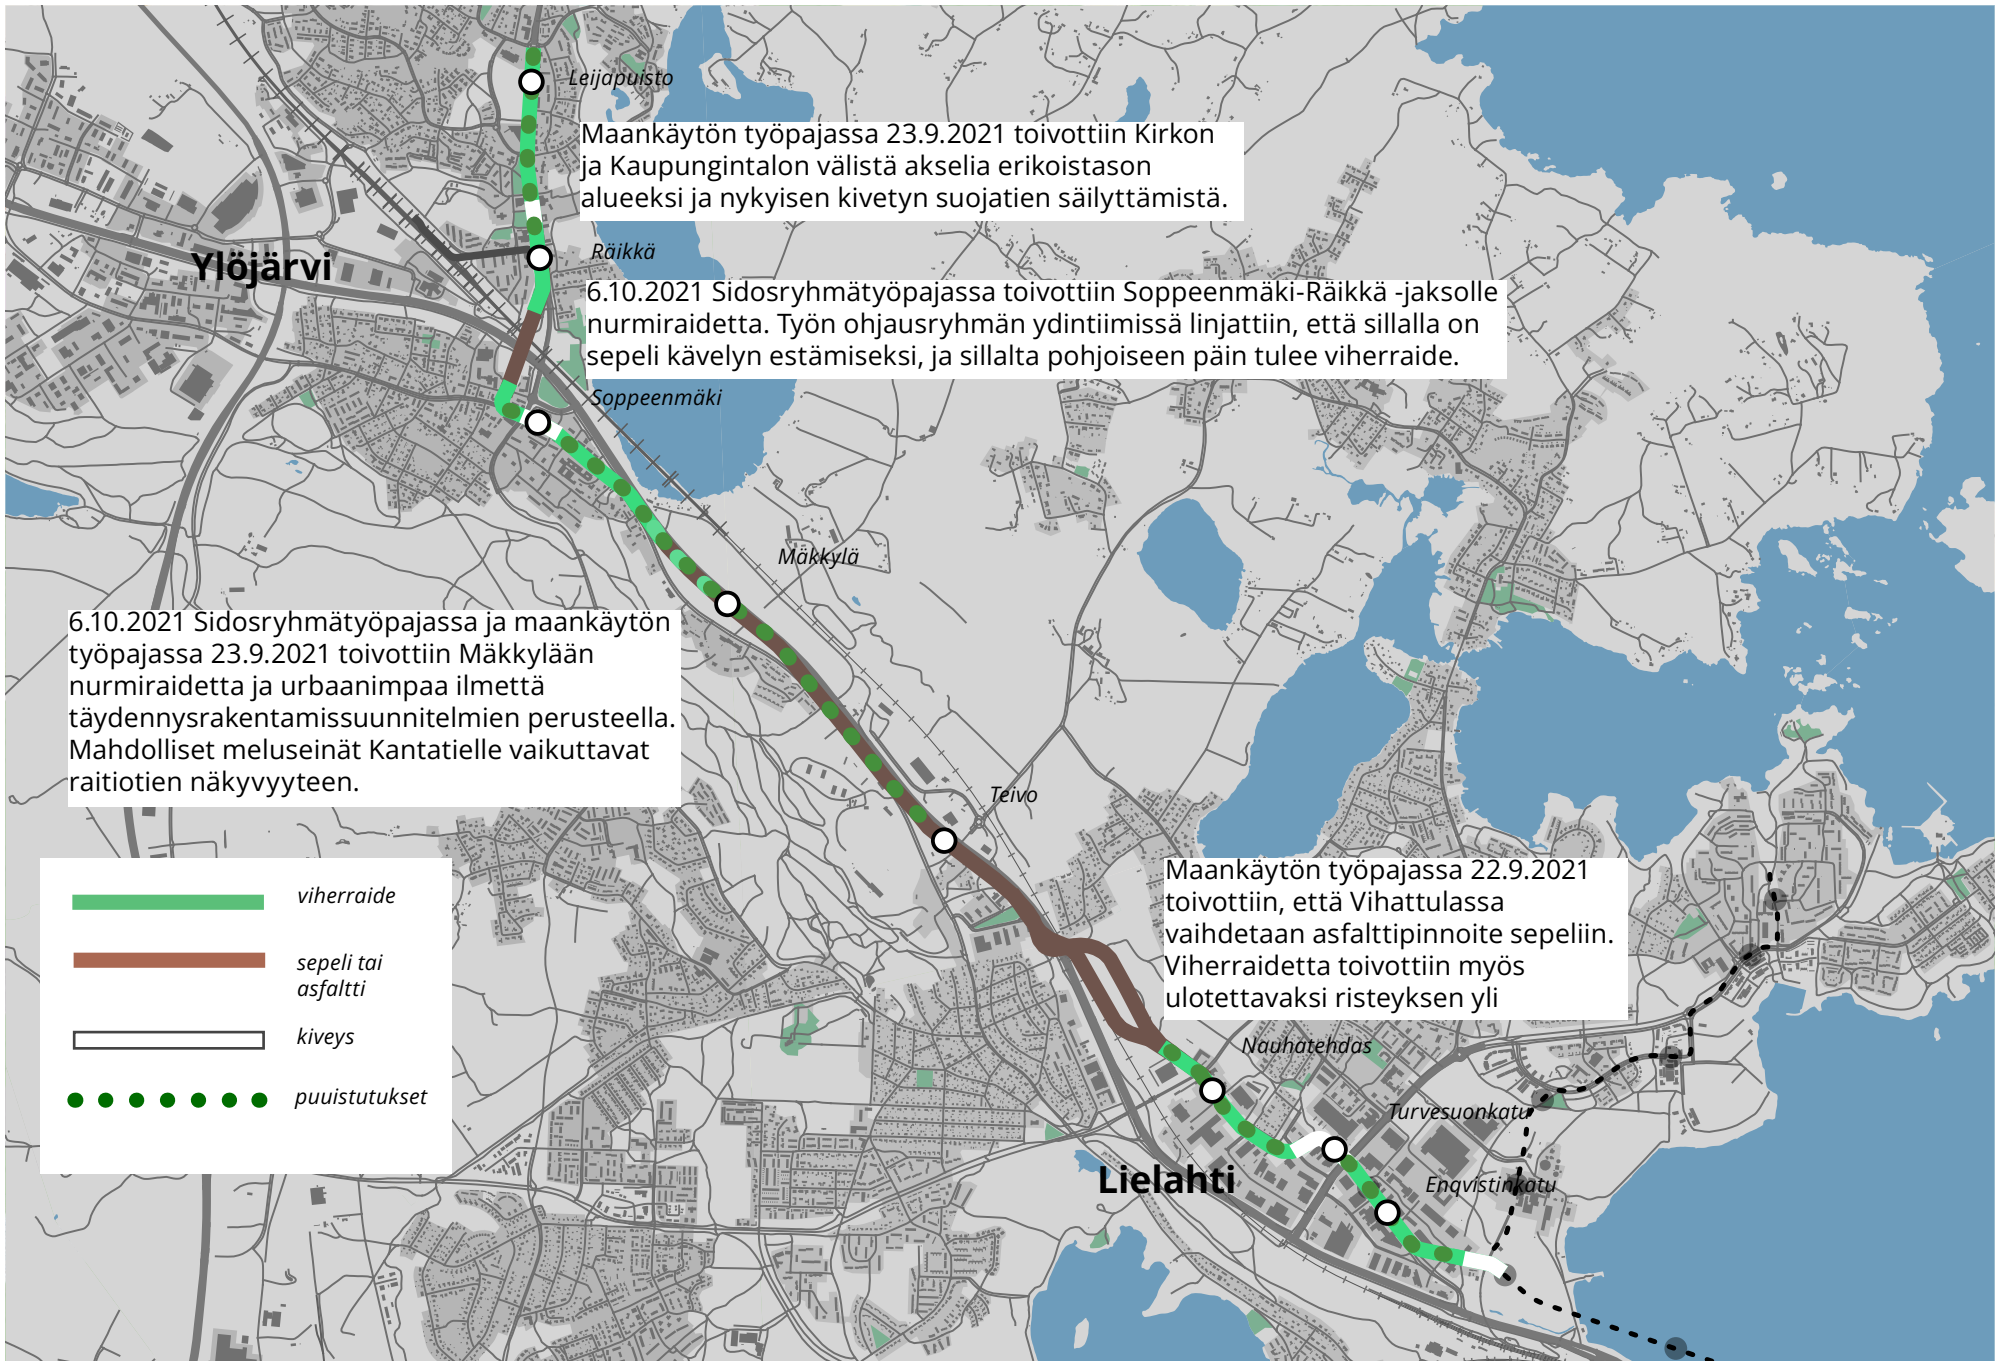 Leijapuisto
Maankäytön työpajassa 23.9.2021 toivottiin Kirkon
ja Kaupungintalon välistä akselia erikoistason
alueeksi ja nykyisen kivetyn suojatien säilyttämistä.
Räikkä
Ylöjärvi
6.10.2021 Sidosryhmätyöpajassa toivottiin Soppeenmäki-Räikkä -jaksolle
nurmiraidetta. Työn ohjausryhmän ydintiimissä linjattiin, että sillalla on
sepeli kävelyn estämiseksi, ja sillalta pohjoiseen päin tulee viherraide.
Soppeenmäki
Mäkkylä
6.10.2021 Sidosryhmätyöpajassa ja maankäytön
työpajassa 23.9.2021 toivottiin Mäkkylään
nurmiraidetta ja urbaanimpaa ilmettä
täydennysrakentamissuunnitelmien perusteella.
Mahdolliset meluseinät Kantatielle vaikuttavat
raitiotien näkyvyyteen.
Teivo
Maankäytön työpajassa 22.9.2021
toivottiin, että Vihattulassa
vaihdetaan asfalttipinnoite sepeliin.
Viherraidetta toivottiin myös
ulotettavaksi risteyksen yli
viherraide
sepeli tai
asfaltti
kiveys
puuistutukset
Nauhatehdas
Turvesuonkatu
Lielahti
Enqvistinkatu